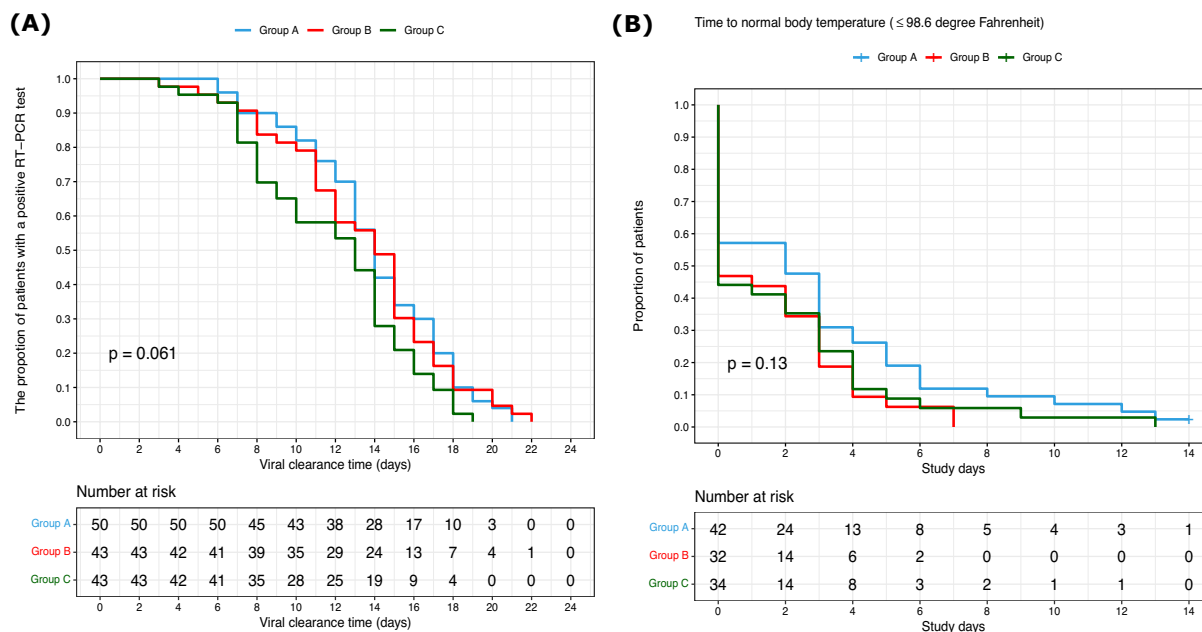 (A)
Group A Group B Group C
The propotion of patients with a positive RT−PCR test
1.0
0.9
0.8
0.7
0.6
0.5
0.4
0.3
0.2
0.1
0.0
p = 0.061
0 2 4 6 8 10 12 14 16 18 20 22 24
Viral clearance time (days)
Number at risk
Group A 50 50 50 50 45 43 38 28 17 10 3 0 0
Group B 43 43 42 41 39 35 29 24 13 7 4 1 0
Group C 43 43 42 41 35 28 25 19 9 4 0 0 0
0 2 4 6 8 10 12 14 16 18 20 22 24
Viral clearance time (days)
(B)
Time to normal body temperature (≤98.6 degree Fahrenheit)
Group A Group B Group C
Proportion of patients
1.0
0.9
0.8
0.7
0.6
0.5
0.4
0.3
0.2
0.1
0.0
p = 0.13
0 2 4 6 8 10 12 14
Study days
Number at risk
Group A 42 24 13 8 5 4 3 1
Group B 32 14 6 2 0 0 0 0
Group C 34 14 8 3 2 1 1 0
0 2 4 6 8 10 12 14
Study days